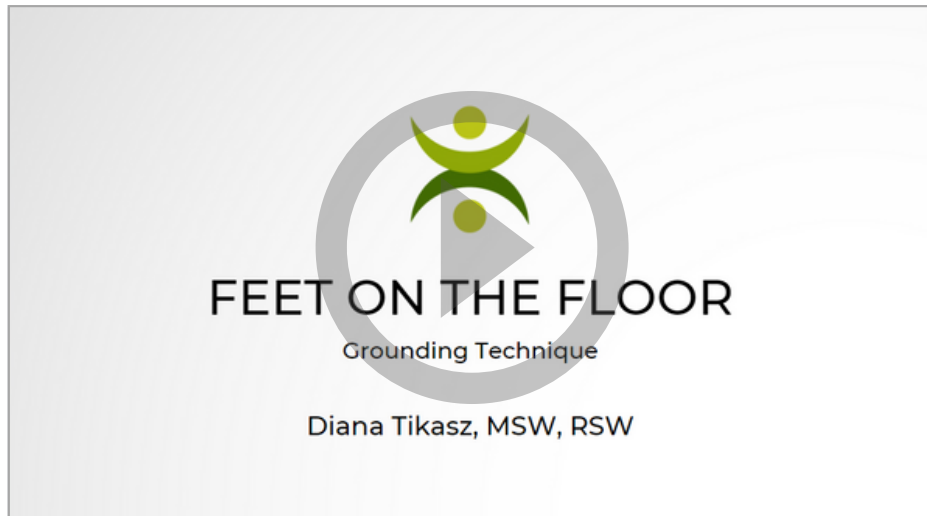 FEET ON THE FLOOR
Grounding Technique
Diana Tikasz, MSW, RSW